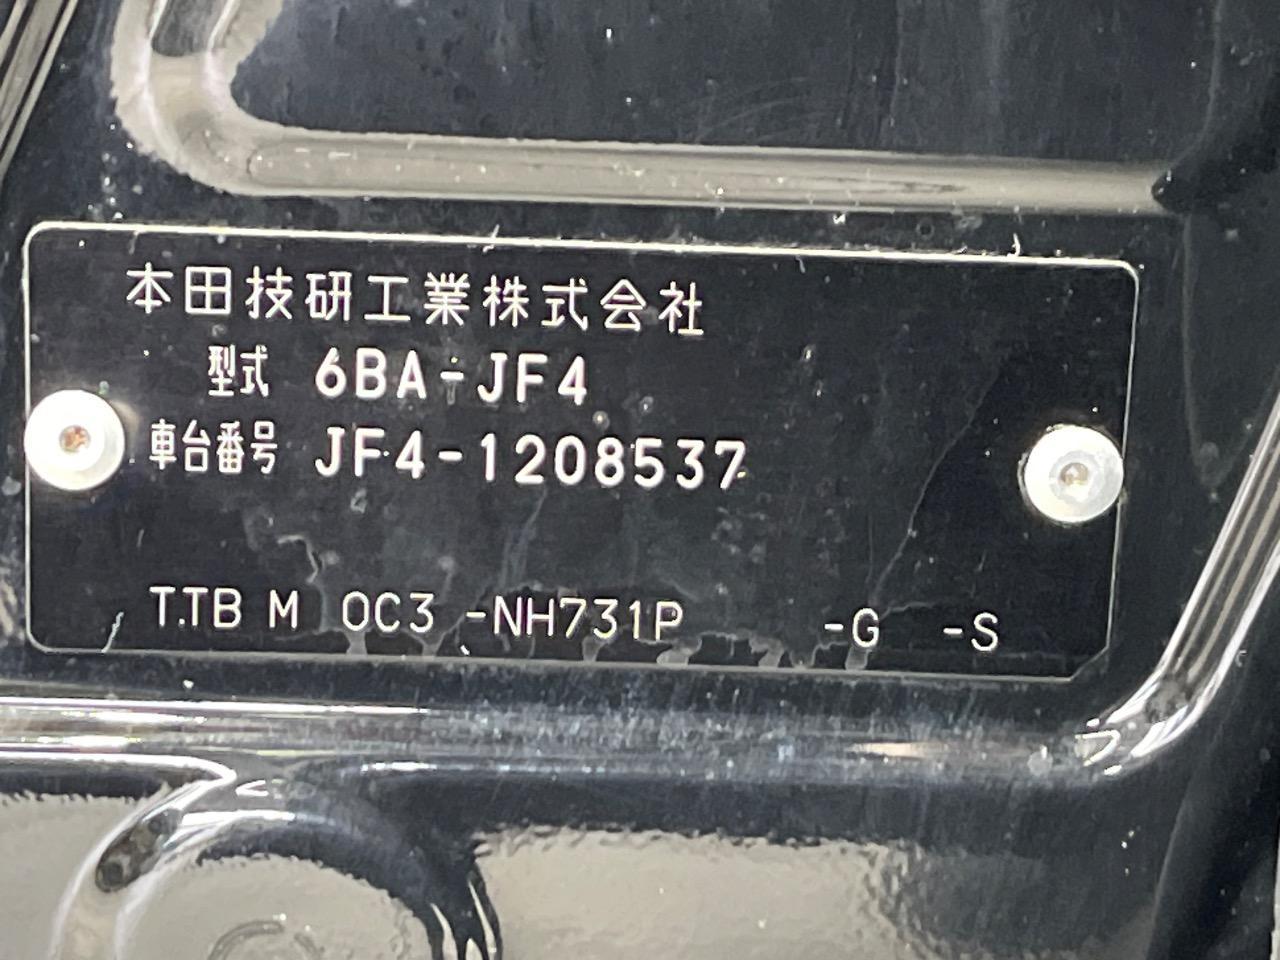 本田技研工業株式会社
型式 6BA-JF4
車台番号 JF4-1208537
T.TB M OC3 -NH731P -G -S